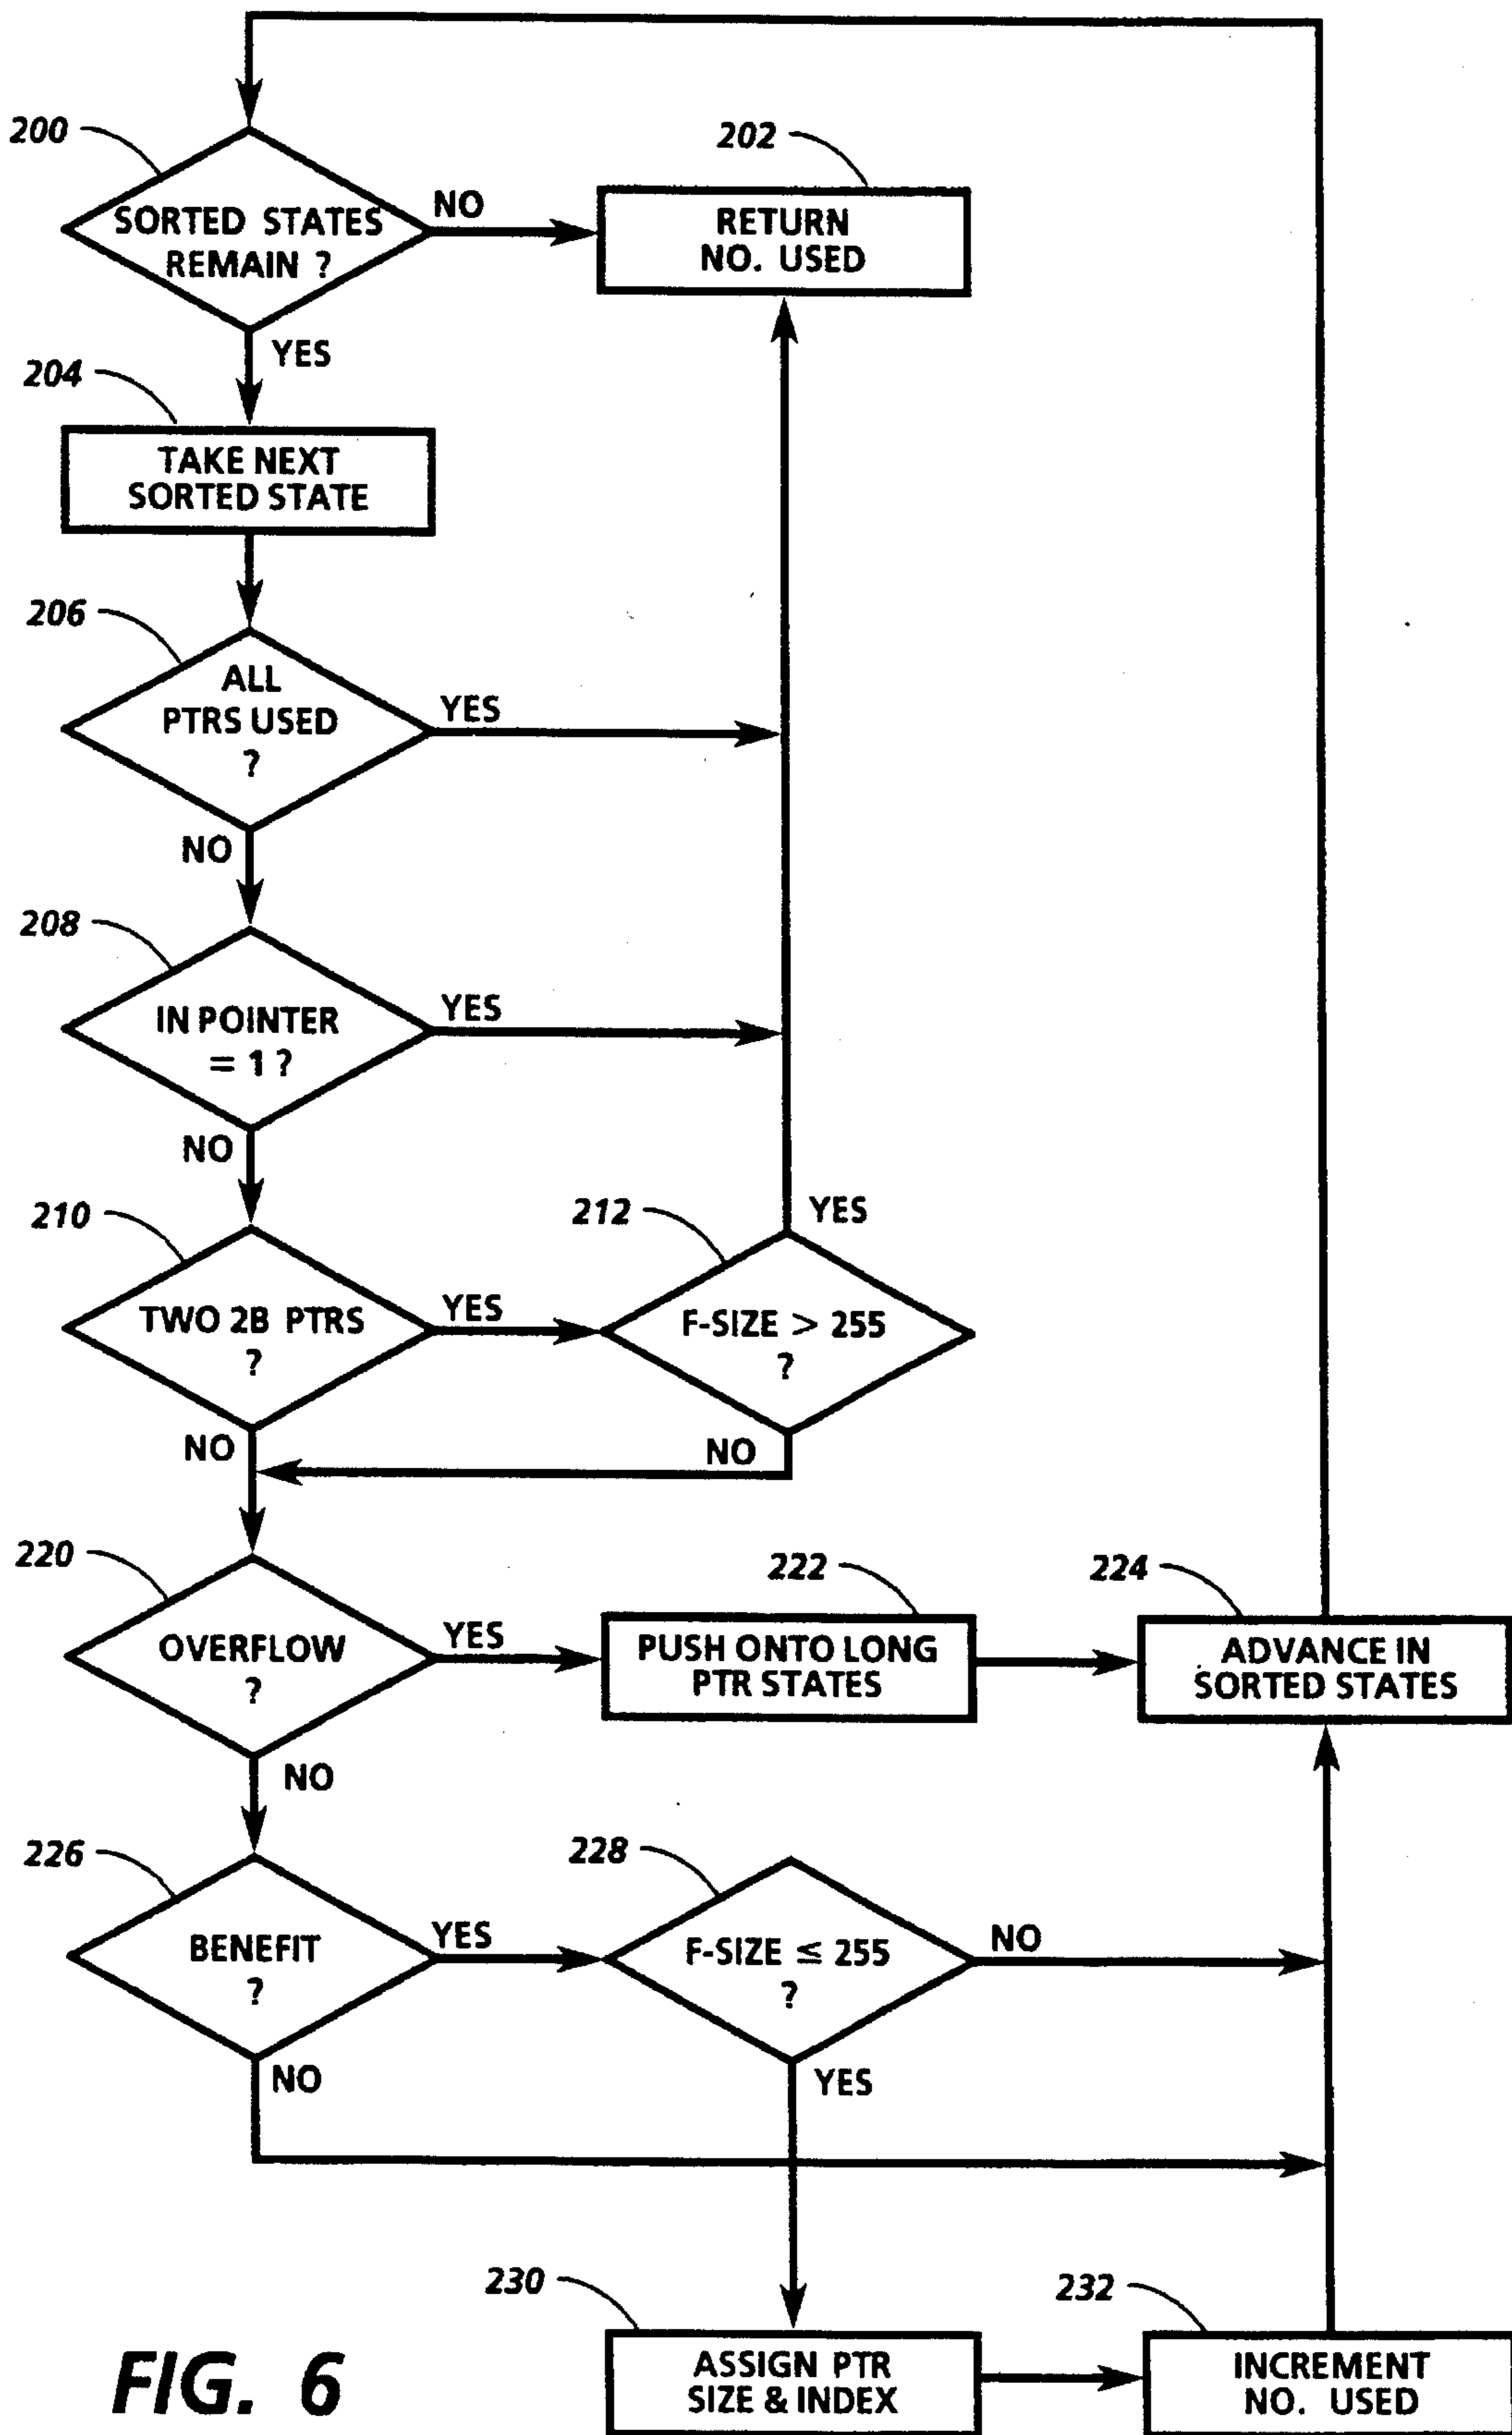 200
SORTED STATES
REMAIN ?
NO
YES
202
RETURN
NO. USED
204
TAKE NEXT
SORTED STATE
206
ALL
PTRS USED
?
YES
NO
208
IN POINTER
= 1 ?
YES
NO
210
TWO 2B PTRS
?
YES
NO
212
F-SIZE > 255
?
YES
NO
220
OVERFLOW
?
YES
NO
222
PUSH ONTO LONG
PTR STATES
224
ADVANCE IN
SORTED STATES
226
BENEFIT
?
YES
NO
228
F-SIZE ≤ 255
?
NO
YES
230
ASSIGN PTR
SIZE & INDEX
232
INCREMENT
NO. USED
FIG. 6